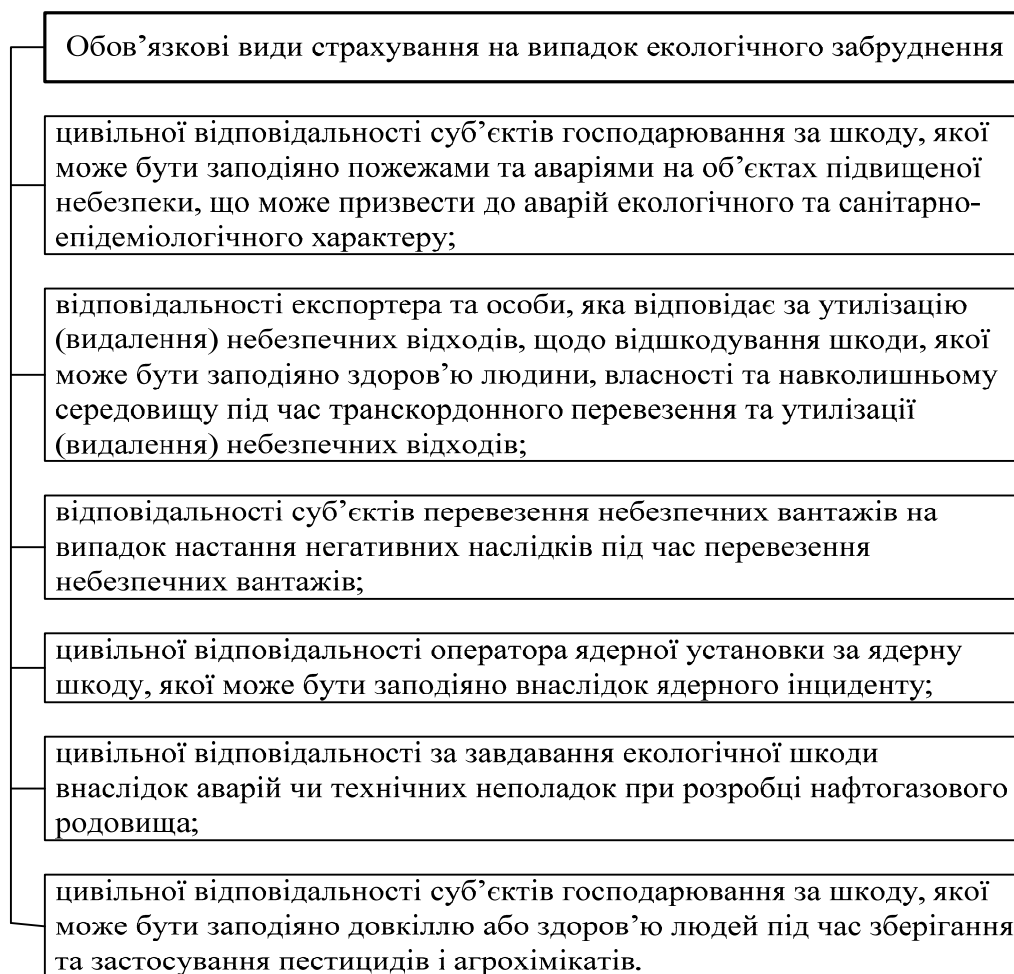 Обов’язкові види страхування на випадок екологічного забруднення
цивільної відповідальності суб’єктів господарювання за шкоду, якої
може бути заподіяно пожежами та аваріями на об’єктах підвищеної
небезпеки, що може призвести до аварій екологічного та санітарно-
епідеміологічного характеру;
відповідальності експортера та особи, яка відповідає за утилізацію
(видалення) небезпечних відходів, щодо відшкодування шкоди, якої
може бути заподіяно здоров’ю людини, власності та навколишньому
середовищу під час транскордонного перевезення та утилізації
(видалення) небезпечних відходів;
відповідальності суб’єктів перевезення небезпечних вантажів на
випадок настання негативних наслідків під час перевезення
небезпечних вантажів;
цивільної відповідальності оператора ядерної установки за ядерну
шкоду, якої може бути заподіяно внаслідок ядерного інциденту;
цивільної відповідальності за завдавання екологічної шкоди
внаслідок аварій чи технічних неполадок при розробці нафтогазового
родовища;
цивільної відповідальності суб’єктів господарювання за шкоду, якої
може бути заподіяно довкіллю або здоров’ю людей під час зберігання
та застосування пестицидів і агрохімікатів.